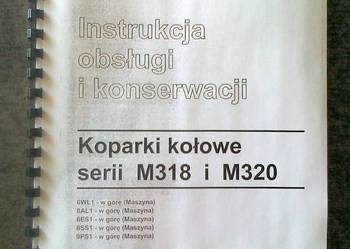 Instrukcja
obsługi
i konserwacji
Koparki kołowe
serii M318 i M320
6WL1 - w górę (Maszyna)
8AL1 - w górę (Maszyna)
6ES1 - w górę (Maszyna)
8SS1 - w górę (Maszyna)
9PS1 - w górę (Maszyna)